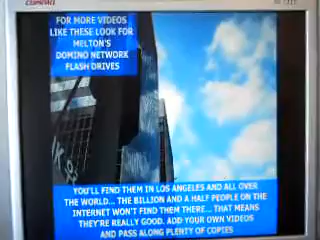 COMPAQ
FOR MORE VIDEOS
LIKE THESE LOOK FOR
MELTON'S
DOMINO NETWORK
FLASH DRIVES
YOU'LL FIND THEM IN LOS ANGELES AND ALL OVER
THE WORLD... THE BILLION AND A HALF PEOPLE ON THE
INTERNET WON'T FIND THEM THERE... THAT MEANS
THEY'RE REALLY GOOD. ADD YOUR OWN VIDEOS
AND PASS ALONG PLENTY OF COPIES